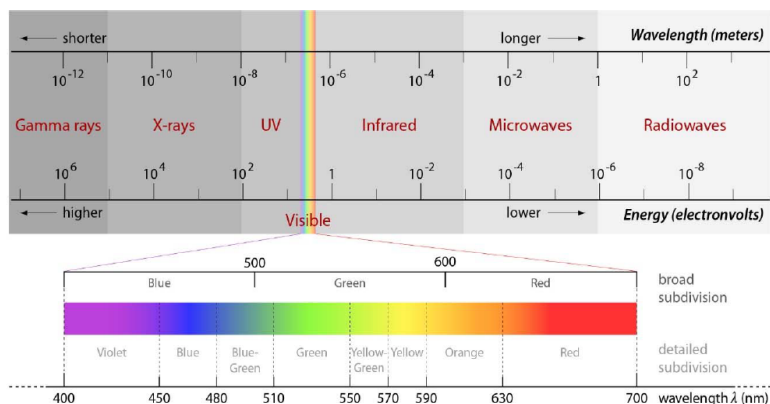 ← shorter longer → Wavelength (meters)
10⁻¹² 10⁻¹⁰ 10⁻⁸ 10⁻⁶ 10⁻⁴ 10⁻² 1 10²
Gamma rays X-rays UV Infrared Microwaves Radiowaves
10⁶ 10⁴ 10² 1 10⁻² 10⁻⁴ 10⁻⁶ 10⁻⁸
← higher lower → Energy (electronvolts)
Visible
500 600
Blue Green Red
broad
subdivision
Violet Blue Blue-
Green Green Yellow-
Green Yellow Orange Red
detailed
subdivision
400 450 480 510 550 570 590 630 700 wavelength λ (nm)